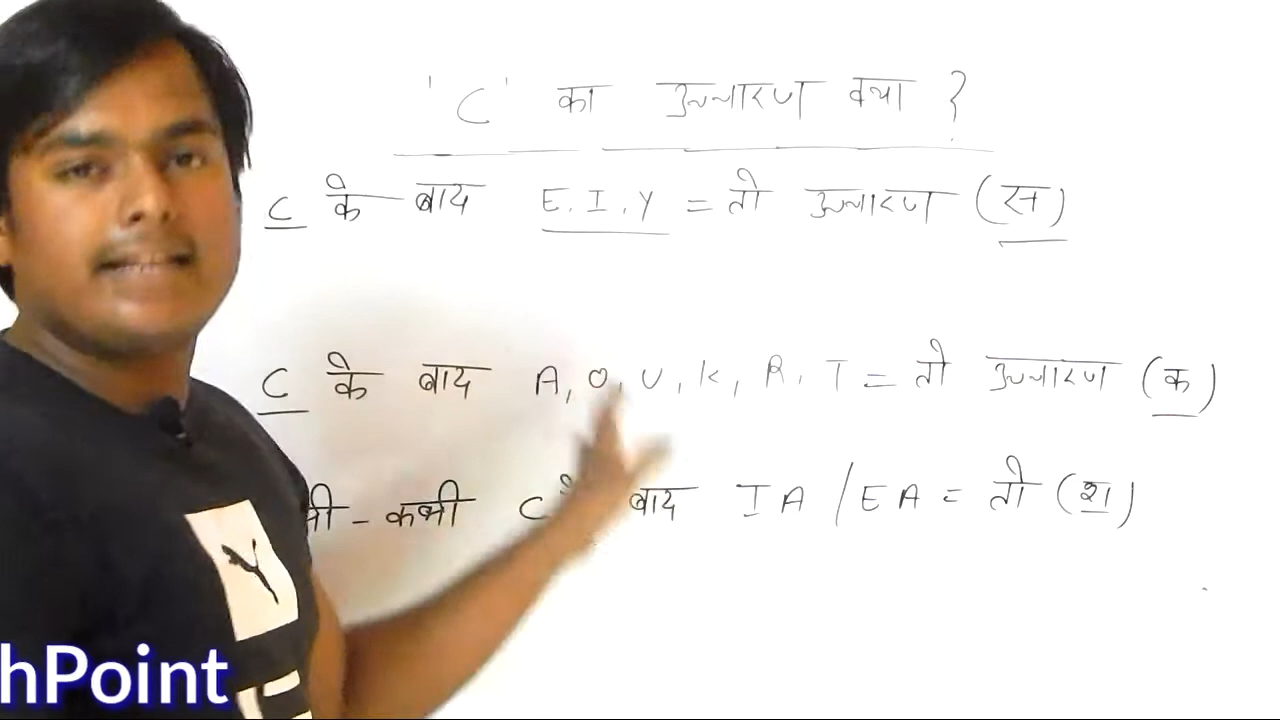 'C' का उच्चारण क्या ?
C के बाद E, I, Y = तो उच्चारण (स)
C के बाद A, O, U, K, R, T = तो उच्चारण (क)
भी - कभी C के बाद IA / EA = तो (श)
hPoint